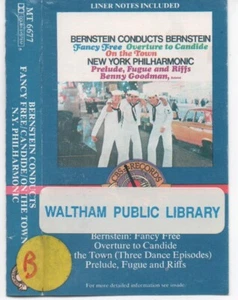 LINER NOTES INCLUDED
BERNSTEIN CONDUCTS BERNSTEIN
Fancy Free Overture to Candide
On the Town
NEW YORK PHILHARMONIC
Prelude, Fugue and Riffs
Benny Goodman,
MT 6677
BERNSTEIN CONDUCTS
FANCY FREE/CANDIDE/ON THE TOWN
N.Y. PHILHARMONIC
RECORDS
WALTHAM PUBLIC LIBRARY
B
Bernstein: Fancy Free
Overture to Candide
the Town (Three Dance Episodes)
Prelude, Fugue and Riffs
For more detailed information see inside.